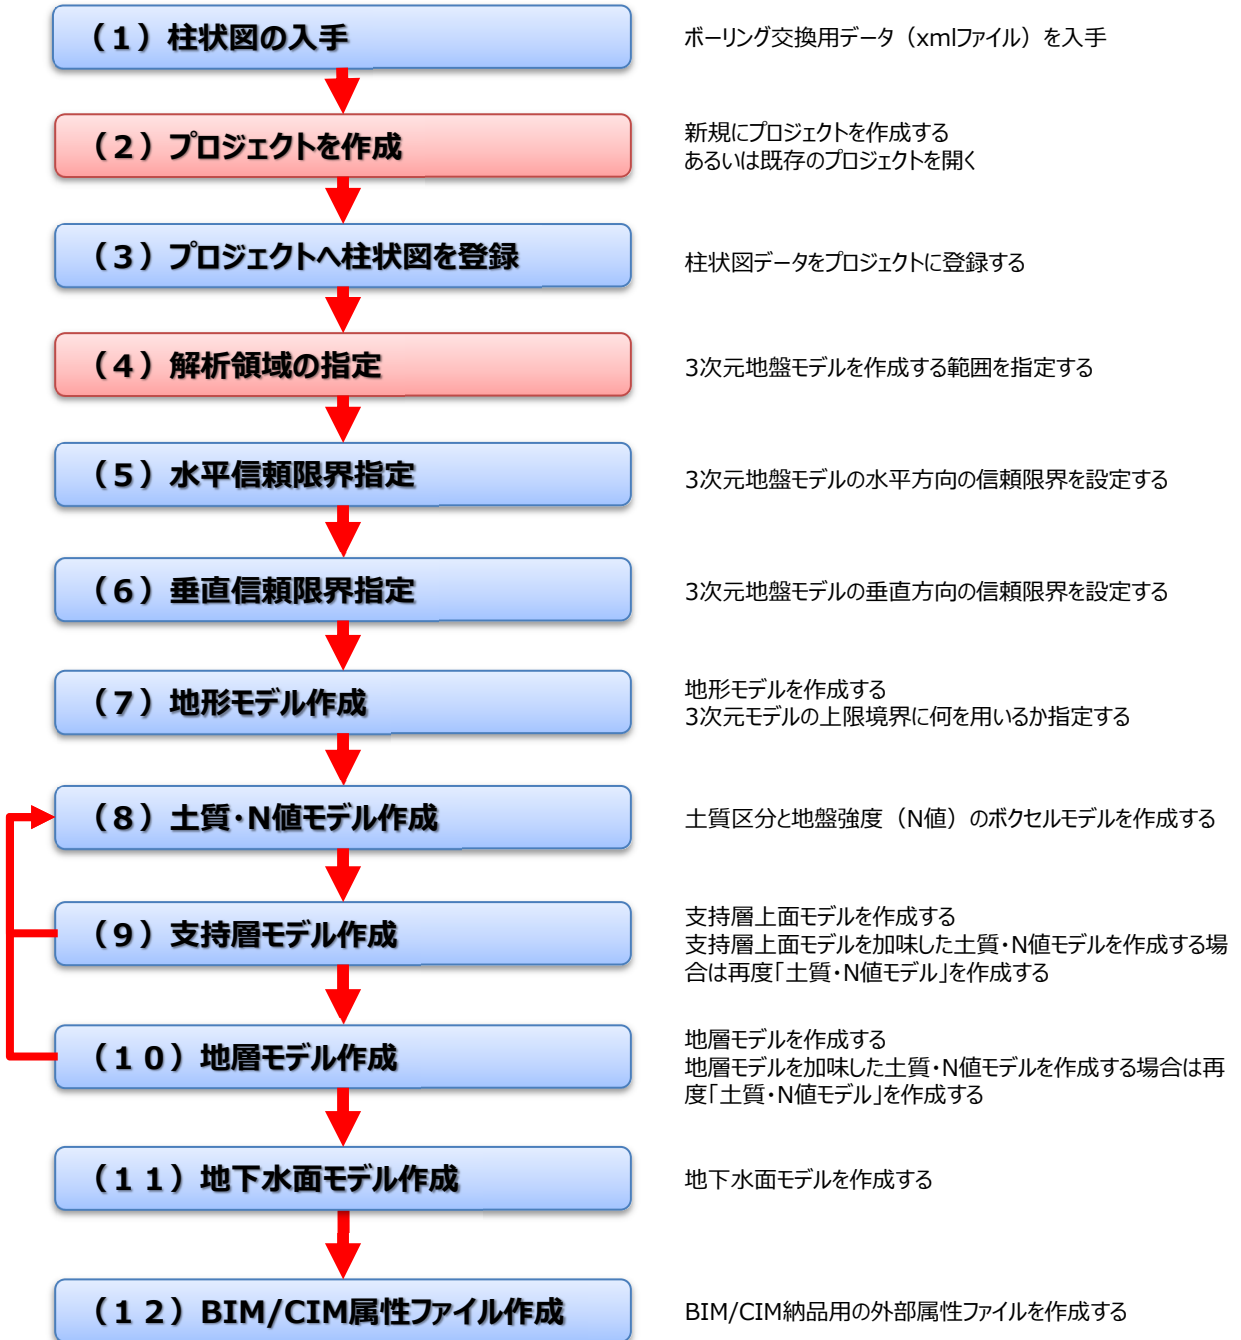 （１）柱状図の入手
ボーリング交換用データ（xmlファイル）を入手
（２）プロジェクトを作成
新規にプロジェクトを作成する
あるいは既存のプロジェクトを開く
（３）プロジェクトへ柱状図を登録
柱状図データをプロジェクトに登録する
（４）解析領域の指定
3次元地盤モデルを作成する範囲を指定する
（５）水平信頼限界指定
3次元地盤モデルの水平方向の信頼限界を設定する
（６）垂直信頼限界指定
3次元地盤モデルの垂直方向の信頼限界を設定する
（７）地形モデル作成
地形モデルを作成する
3次元モデルの上限境界に何を用いるか指定する
（８）土質・N値モデル作成
土質区分と地盤強度（N値）のボクセルモデルを作成する
（９）支持層モデル作成
支持層上面モデルを作成する
支持層上面モデルを加味した土質・N値モデルを作成する場
合は再度「土質・N値モデル」を作成する
（１０）地層モデル作成
地層モデルを作成する
地層モデルを加味した土質・N値モデルを作成する場合は再
度「土質・N値モデル」を作成する
（１１）地下水面モデル作成
地下水面モデルを作成する
（１２）BIM/CIM属性ファイル作成
BIM/CIM納品用の外部属性ファイルを作成する